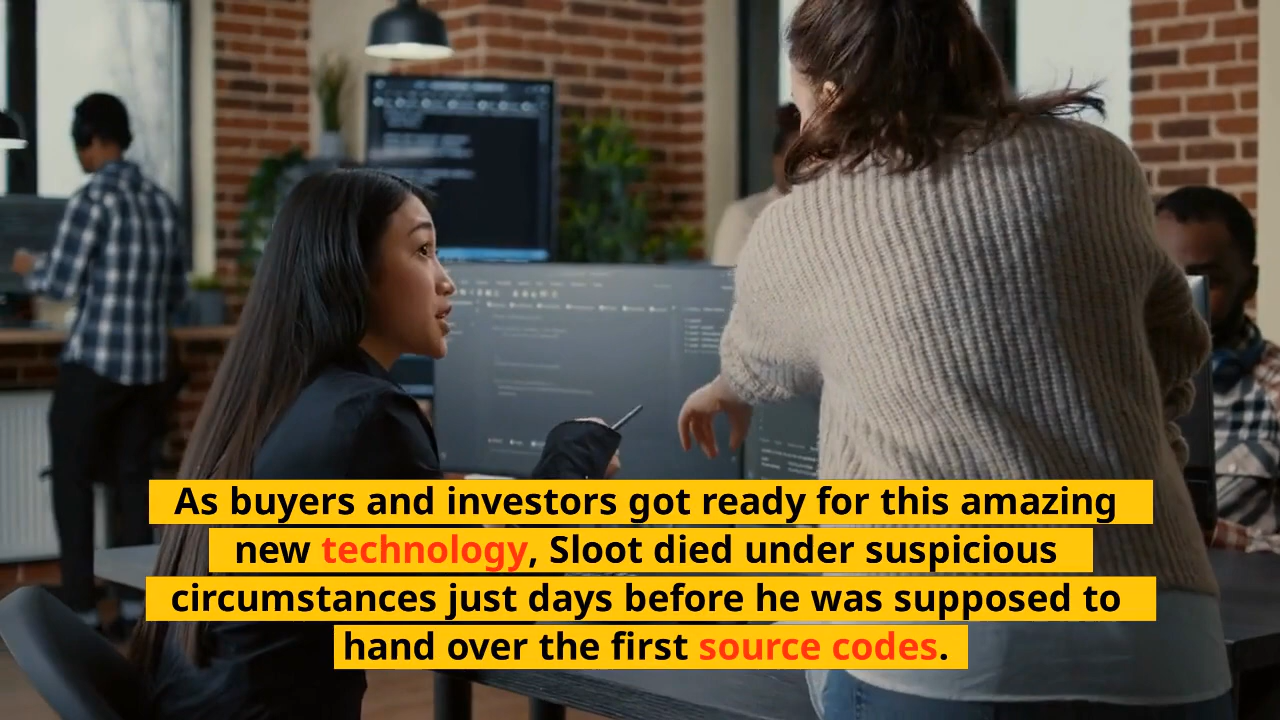 As buyers and investors got ready for this amazing
new technology, Sloot died under suspicious
circumstances just days before he was supposed to
hand over the first source codes.